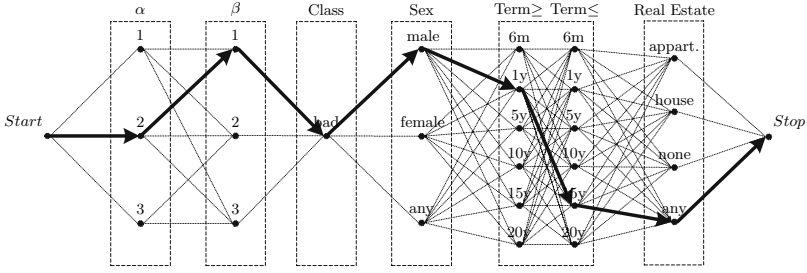 α β Class Sex Term≥ Term≤ Real Estate
1 1 male 6m 6m appart.
1y 1y house
Start 2 2 bad female 5y 5y Stop
10y 10y none
3 3 any 15y 5y any
20y 20y